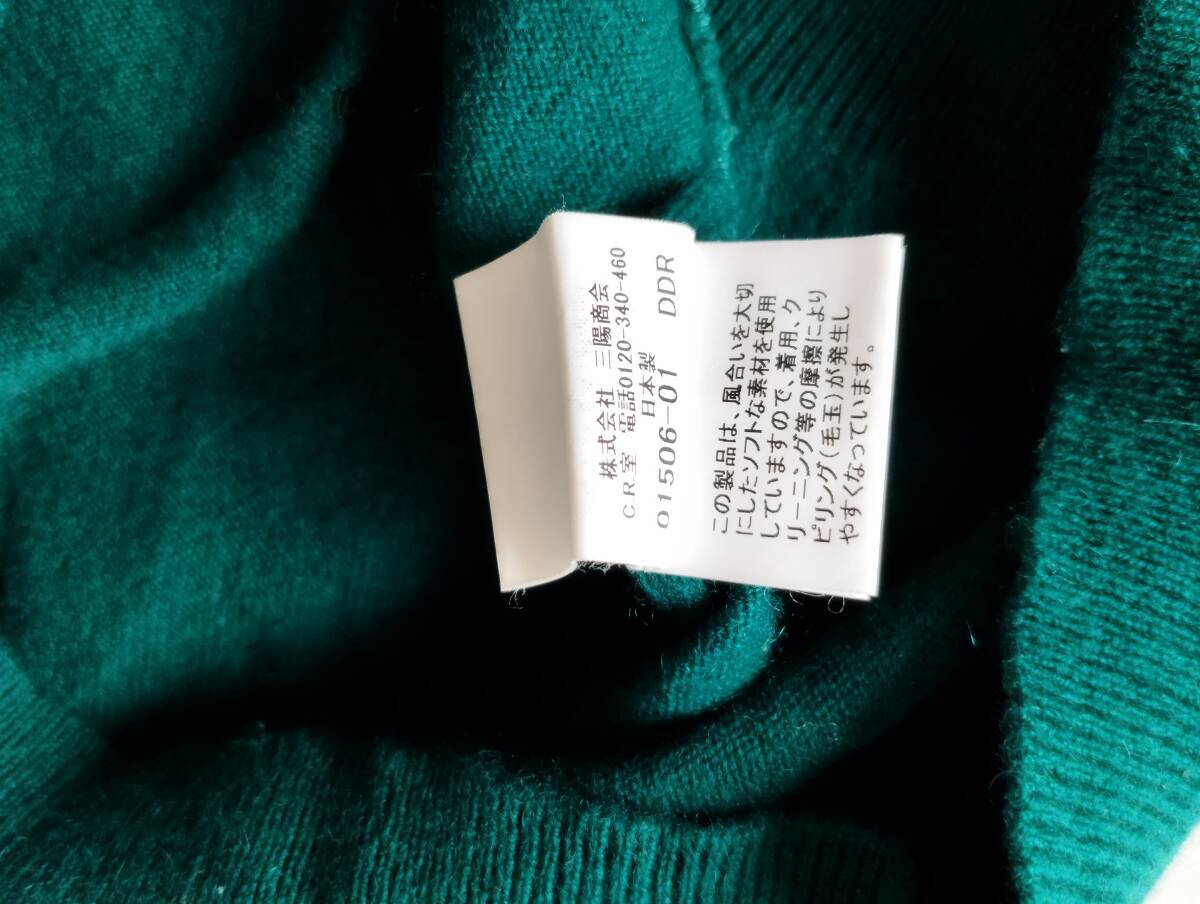 株式会社 三陽商会
C.R.室 電話0120-340-460
日本製
01506-01 DDR
この製品は、風合いを大切
にしたソフトな素材を使用
していますので、着用、ク
リーニング等の摩擦により
ピリング(毛玉)が発生し
やすくなっています。